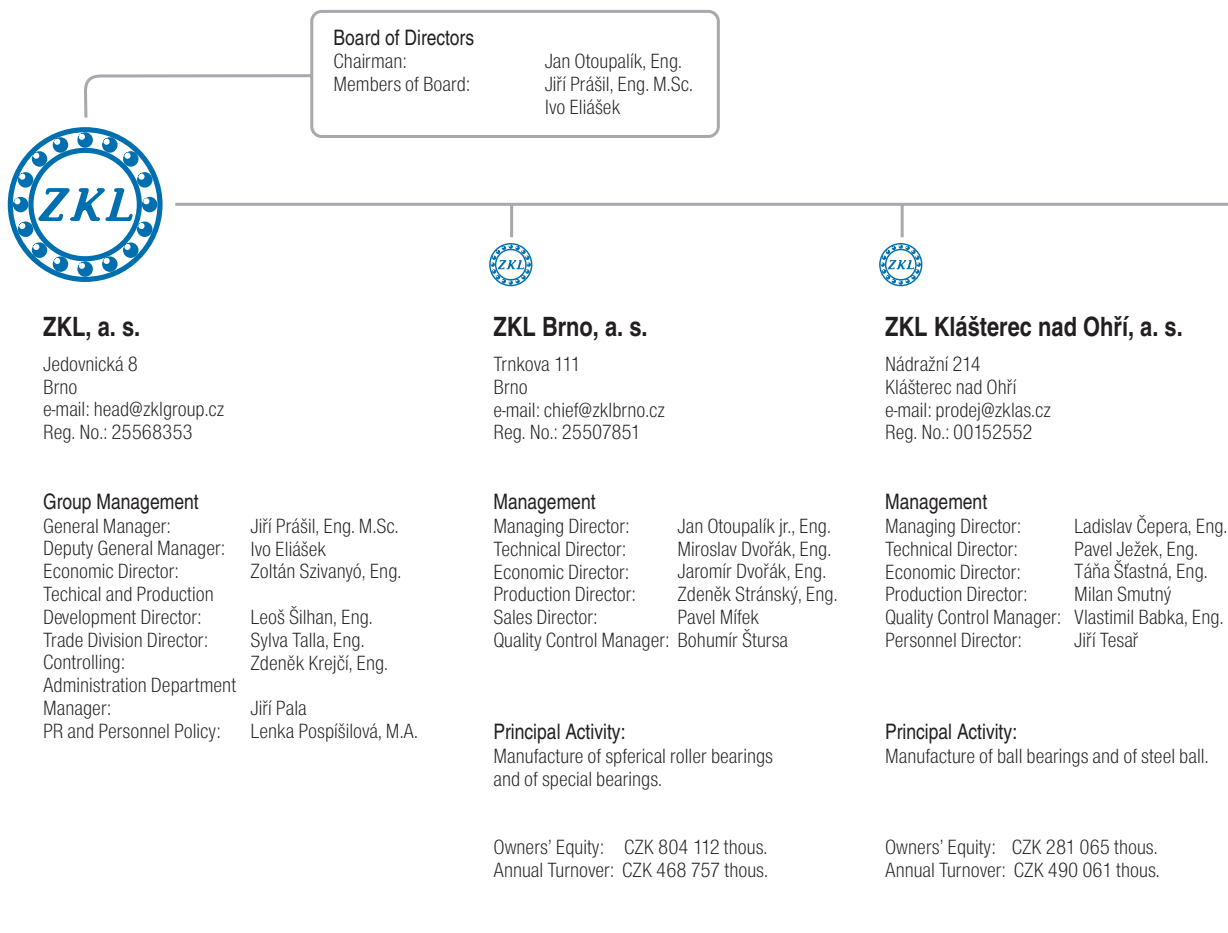 Board of Directors
Chairman: Jan Otoupalík, Eng.
Members of Board: Jiří Prášil, Eng. M.Sc.
Ivo Eliášek
ZKL
ZKL
ZKL
ZKL, a. s.
Jedovnická 8
Brno
e-mail: head@zklgroup.cz
Reg. No.: 25568353
Group Management
General Manager: Jiří Prášil, Eng. M.Sc.
Deputy General Manager: Ivo Eliášek
Economic Director: Zoltán Szivanyó, Eng.
Techical and Production
Development Director: Leoš Šilhan, Eng.
Trade Division Director: Sylva Talla, Eng.
Controlling: Zdeněk Krejčí, Eng.
Administration Department
Manager: Jiří Pala
PR and Personnel Policy: Lenka Pospíšilová, M.A.
ZKL Brno, a. s.
Trnkova 111
Brno
e-mail: chief@zklbrno.cz
Reg. No.: 25507851
Management
Managing Director: Jan Otoupalík jr., Eng.
Technical Director: Miroslav Dvořák, Eng.
Economic Director: Jaromír Dvořák, Eng.
Production Director: Zdeněk Stránský, Eng.
Sales Director: Pavel Mífek
Quality Control Manager: Bohumír Štursa
Principal Activity:
Manufacture of spferical roller bearings
and of special bearings.
Owners' Equity: CZK 804 112 thous.
Annual Turnover: CZK 468 757 thous.
ZKL Klášterec nad Ohří, a. s.
Nádražní 214
Klášterec nad Ohří
e-mail: prodej@zklas.cz
Reg. No.: 00152552
Management
Managing Director: Ladislav Čepera, Eng.
Technical Director: Pavel Ježek, Eng.
Economic Director: Táňa Šťastná, Eng.
Production Director: Milan Smutný
Quality Control Manager: Vlastimil Babka, Eng.
Personnel Director: Jiří Tesař
Principal Activity:
Manufacture of ball bearings and of steel ball.
Owners' Equity: CZK 281 065 thous.
Annual Turnover: CZK 490 061 thous.